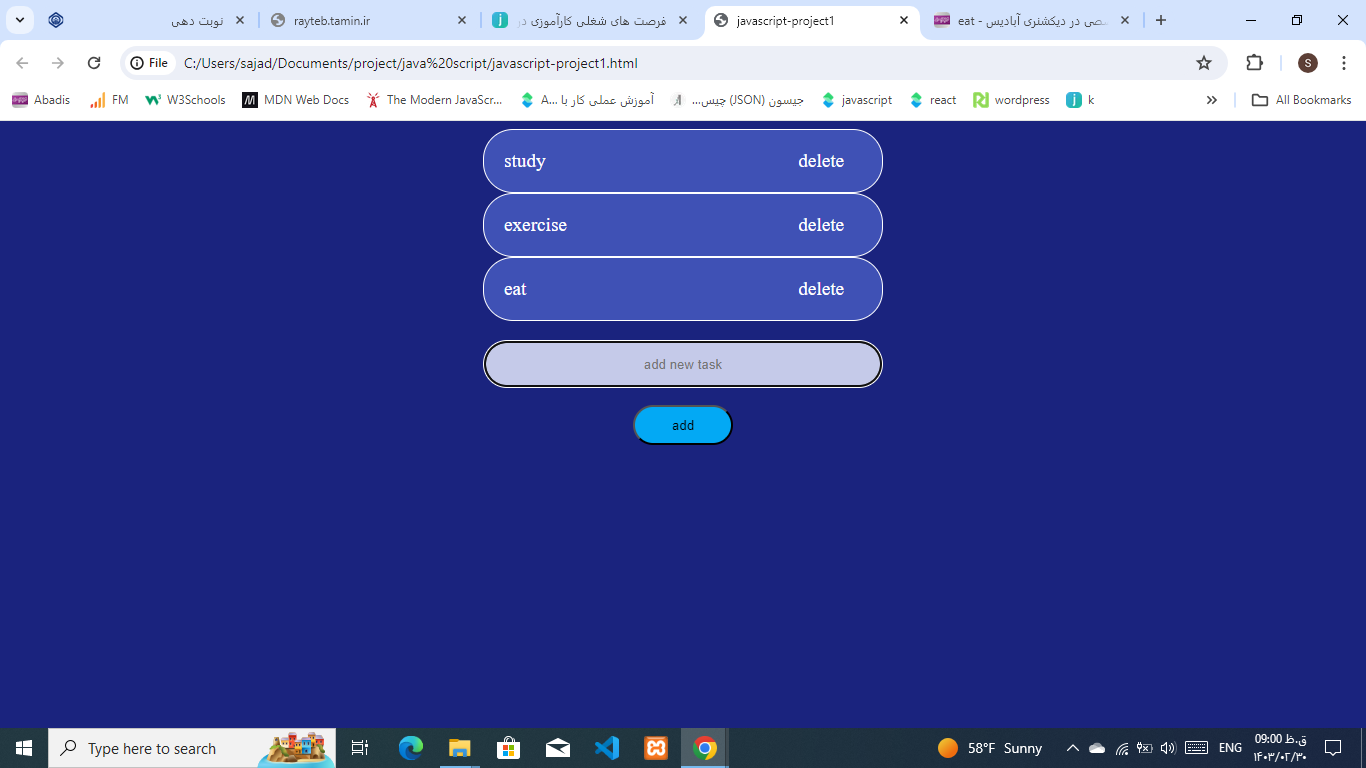 نوبت دهی
rayteb.tamin.ir
فرصت های شغلی کارآموزی در
javascript-project1
eat - صصی در دیکشنری آبادیس
File
C:/Users/sajad/Documents/project/java%20script/javascript-project1.html
S
Abadis
FM
W3Schools
MDN Web Docs
The Modern JavaScr...
آموزش عملی کار با A...
جیسون (JSON) چیس...
javascript
react
wordpress
k
All Bookmarks
study delete
exercise delete
eat delete
add new task
add
Type here to search
58°F Sunny
ENG
09:00 ق.ظ
۱۴۰۳/۰۲/۳۰